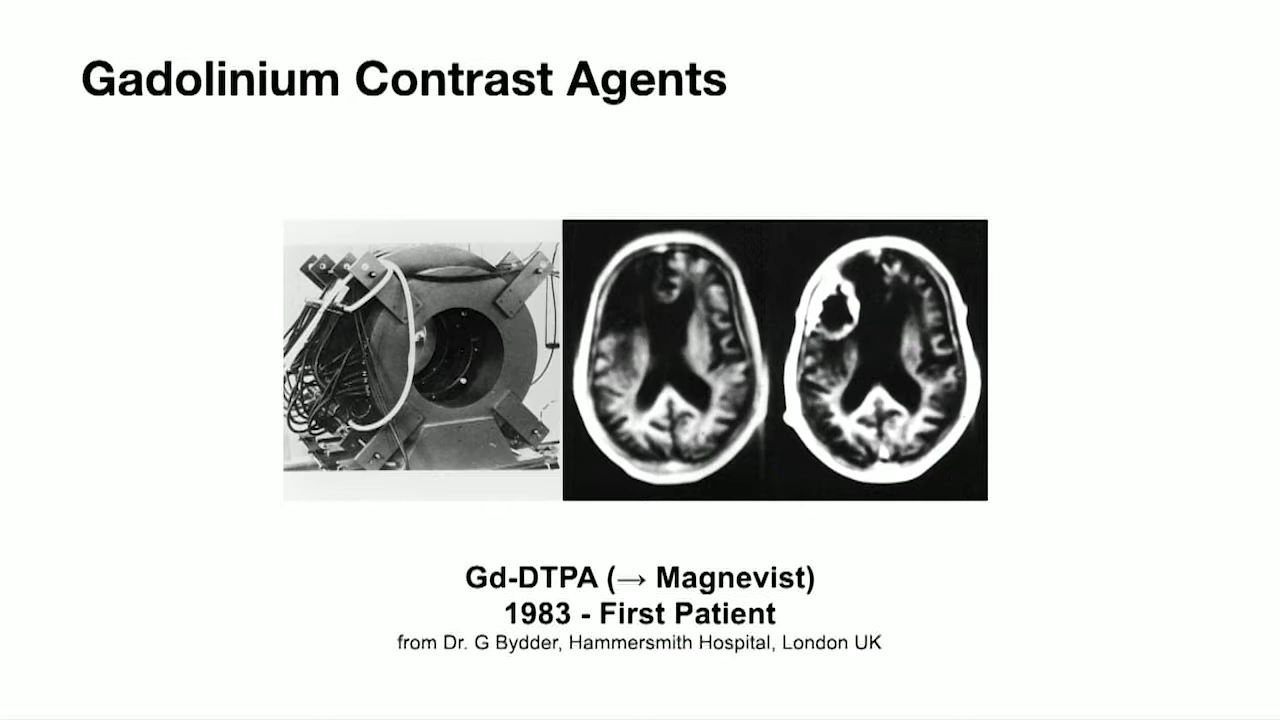 Gadolinium Contrast Agents
Gd-DTPA (→ Magnevist)
1983 - First Patient
from Dr. G Bydder, Hammersmith Hospital, London UK